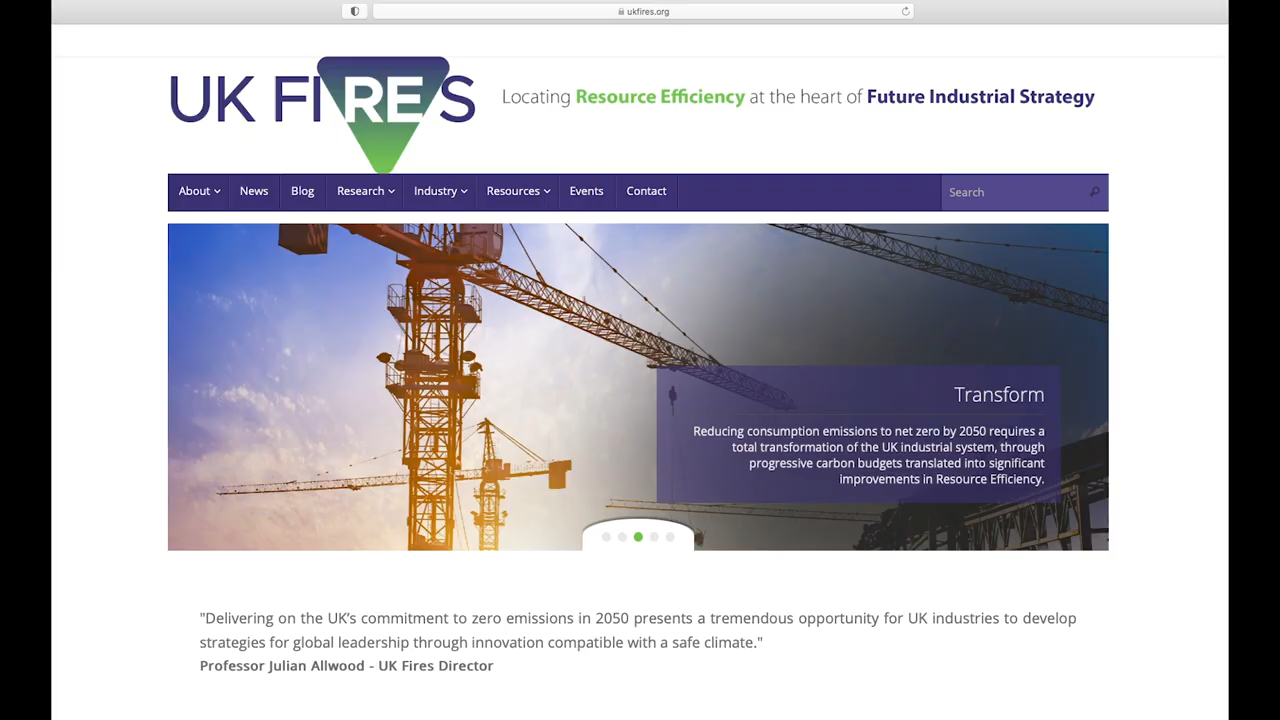 ukfires.org
UK FIRES
Locating Resource Efficiency at the heart of Future Industrial Strategy
About News Blog Research Industry Resources Events Contact Search
Transform
Reducing consumption emissions to net zero by 2050 requires a
total transformation of the UK industrial system, through
progressive carbon budgets translated into significant
improvements in Resource Efficiency.
"Delivering on the UK's commitment to zero emissions in 2050 presents a tremendous opportunity for UK industries to develop
strategies for global leadership through innovation compatible with a safe climate."
Professor Julian Allwood - UK Fires Director